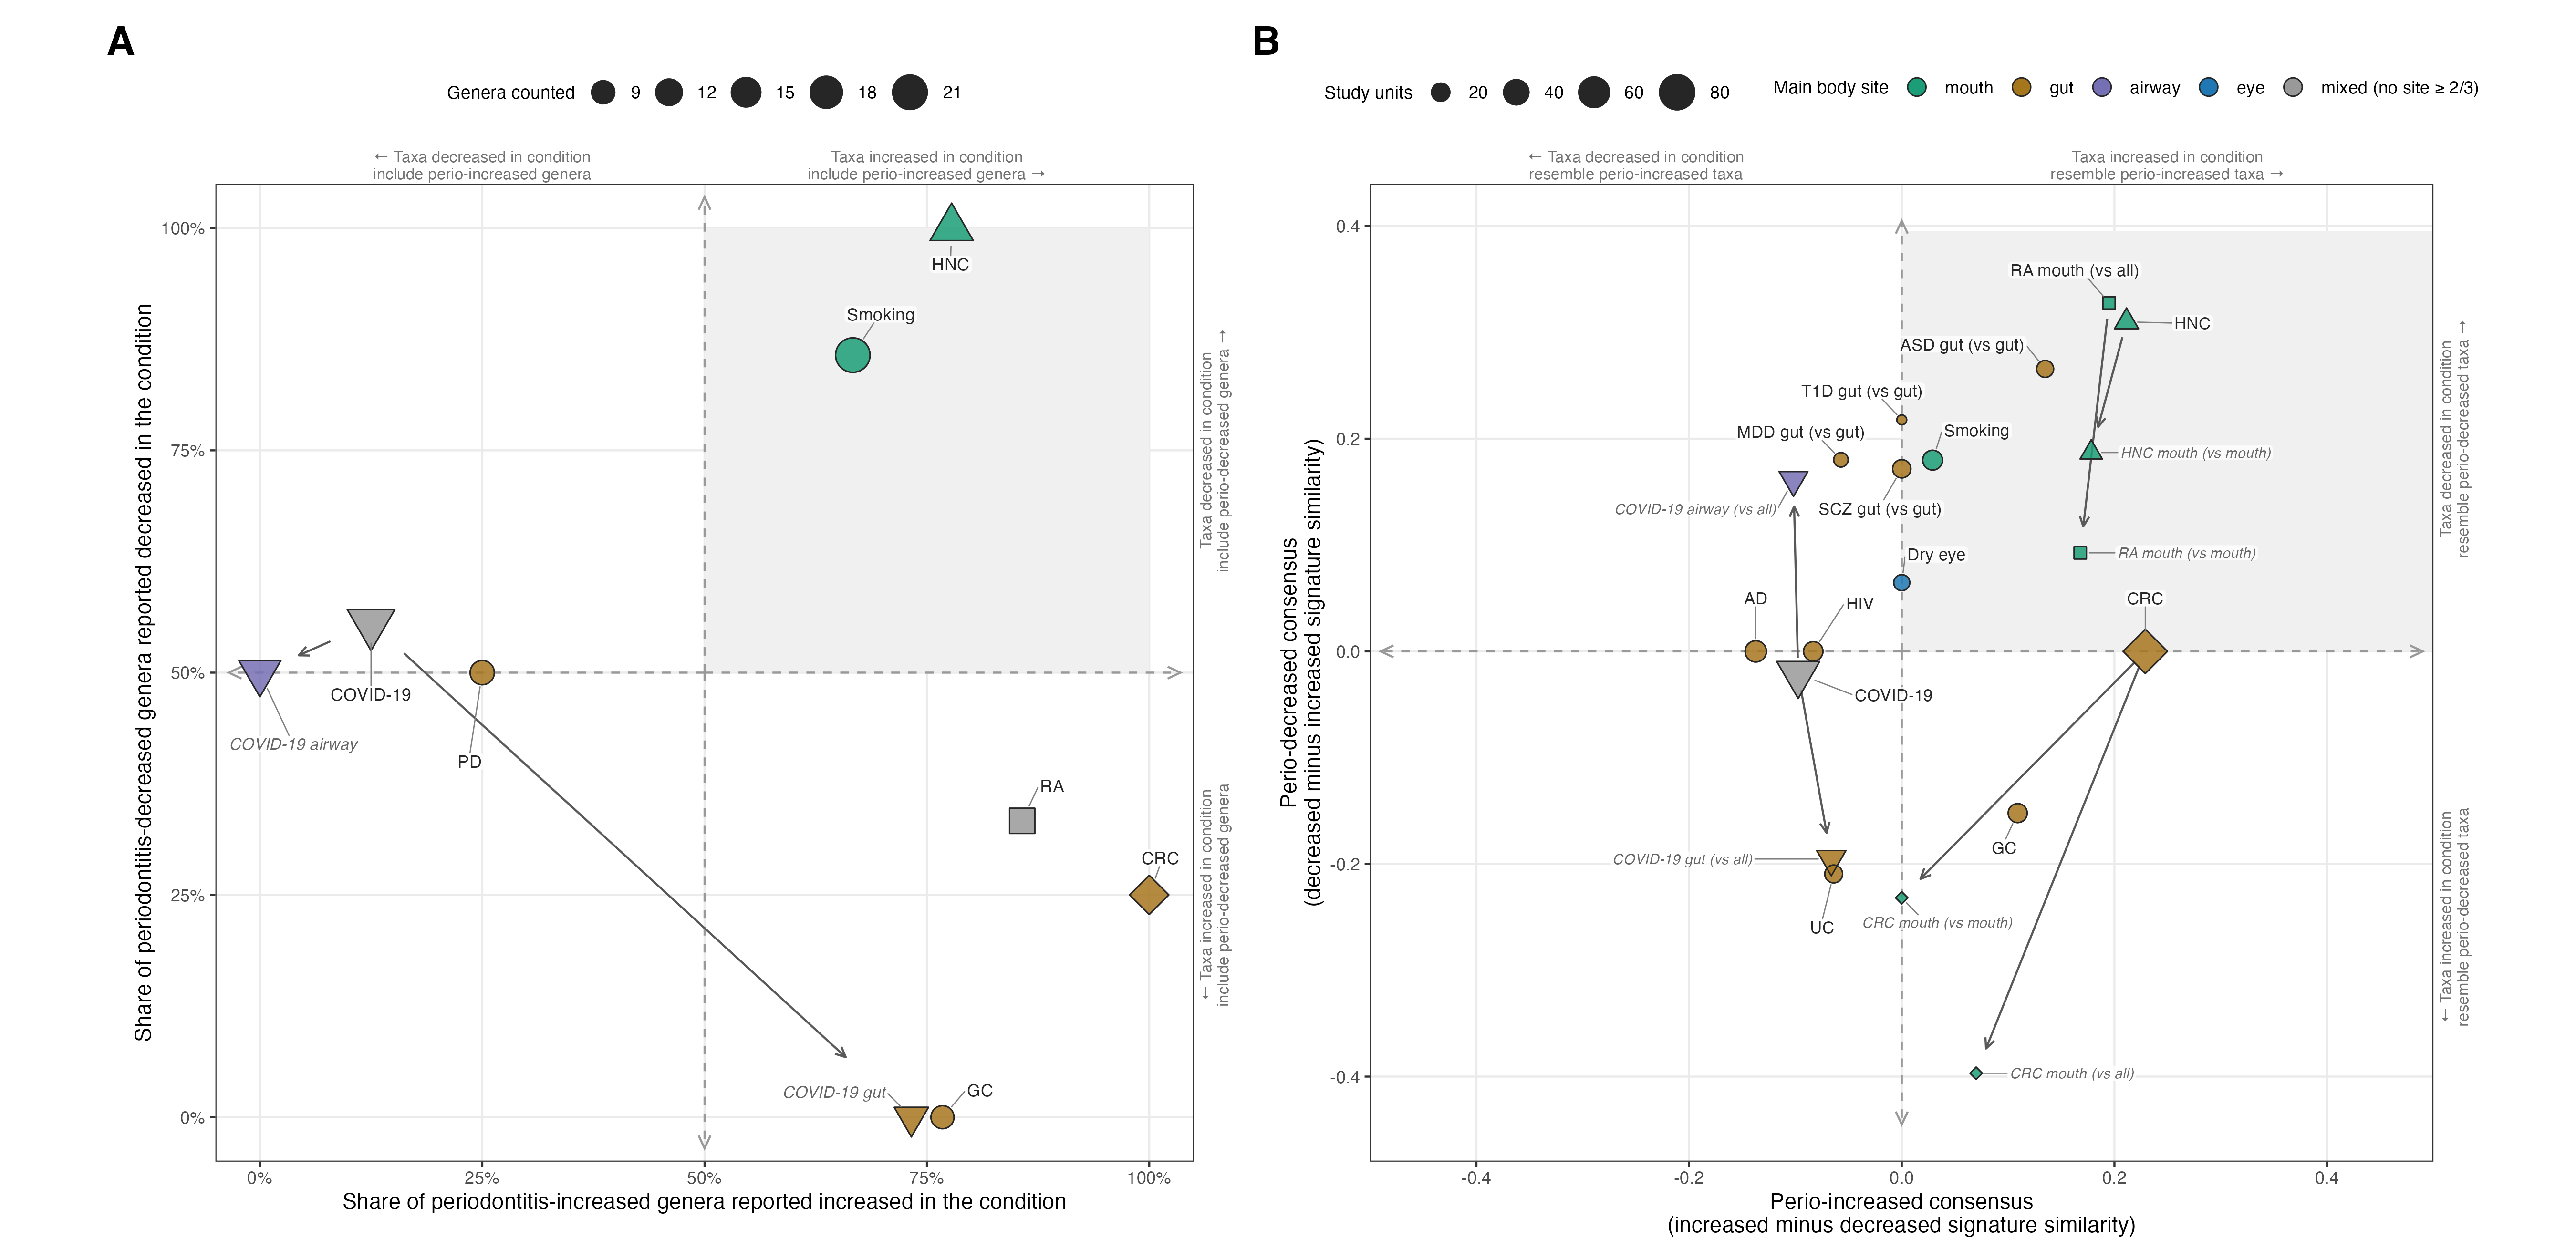 A
Genera counted 9 12 15 18 21
← Taxa decreased in condition
include perio-increased genera
Taxa increased in condition
include perio-increased genera →
Share of periodontitis-decreased genera reported decreased in the condition
100%
75%
50%
25%
0%
HNC
Smoking
COVID-19
COVID-19 airway
PD
RA
CRC
COVID-19 gut
GC
Taxa decreased in condition →
include perio-decreased genera
← Taxa increased in condition
include perio-decreased genera
0% 25% 50% 75% 100%
Share of periodontitis-increased genera reported increased in the condition
B
Study units 20 40 60 80
Main body site mouth gut airway eye mixed (no site ≥ 2/3)
← Taxa decreased in condition
resemble perio-increased taxa
Taxa increased in condition
resemble perio-increased taxa →
Perio-decreased consensus
(decreased minus increased signature similarity)
0.4
0.2
0.0
-0.2
-0.4
RA mouth (vs all)
HNC
ASD gut (vs gut)
T1D gut (vs gut)
MDD gut (vs gut)
Smoking
HNC mouth (vs mouth)
COVID-19 airway (vs all)
SCZ gut (vs gut)
Dry eye
RA mouth (vs mouth)
AD
HIV
CRC
COVID-19
GC
COVID-19 gut (vs all)
UC
CRC mouth (vs mouth)
CRC mouth (vs all)
Taxa decreased in condition →
resemble perio-decreased taxa
← Taxa increased in condition
resemble perio-decreased taxa
-0.4 -0.2 0.0 0.2 0.4
Perio-increased consensus
(increased minus decreased signature similarity)